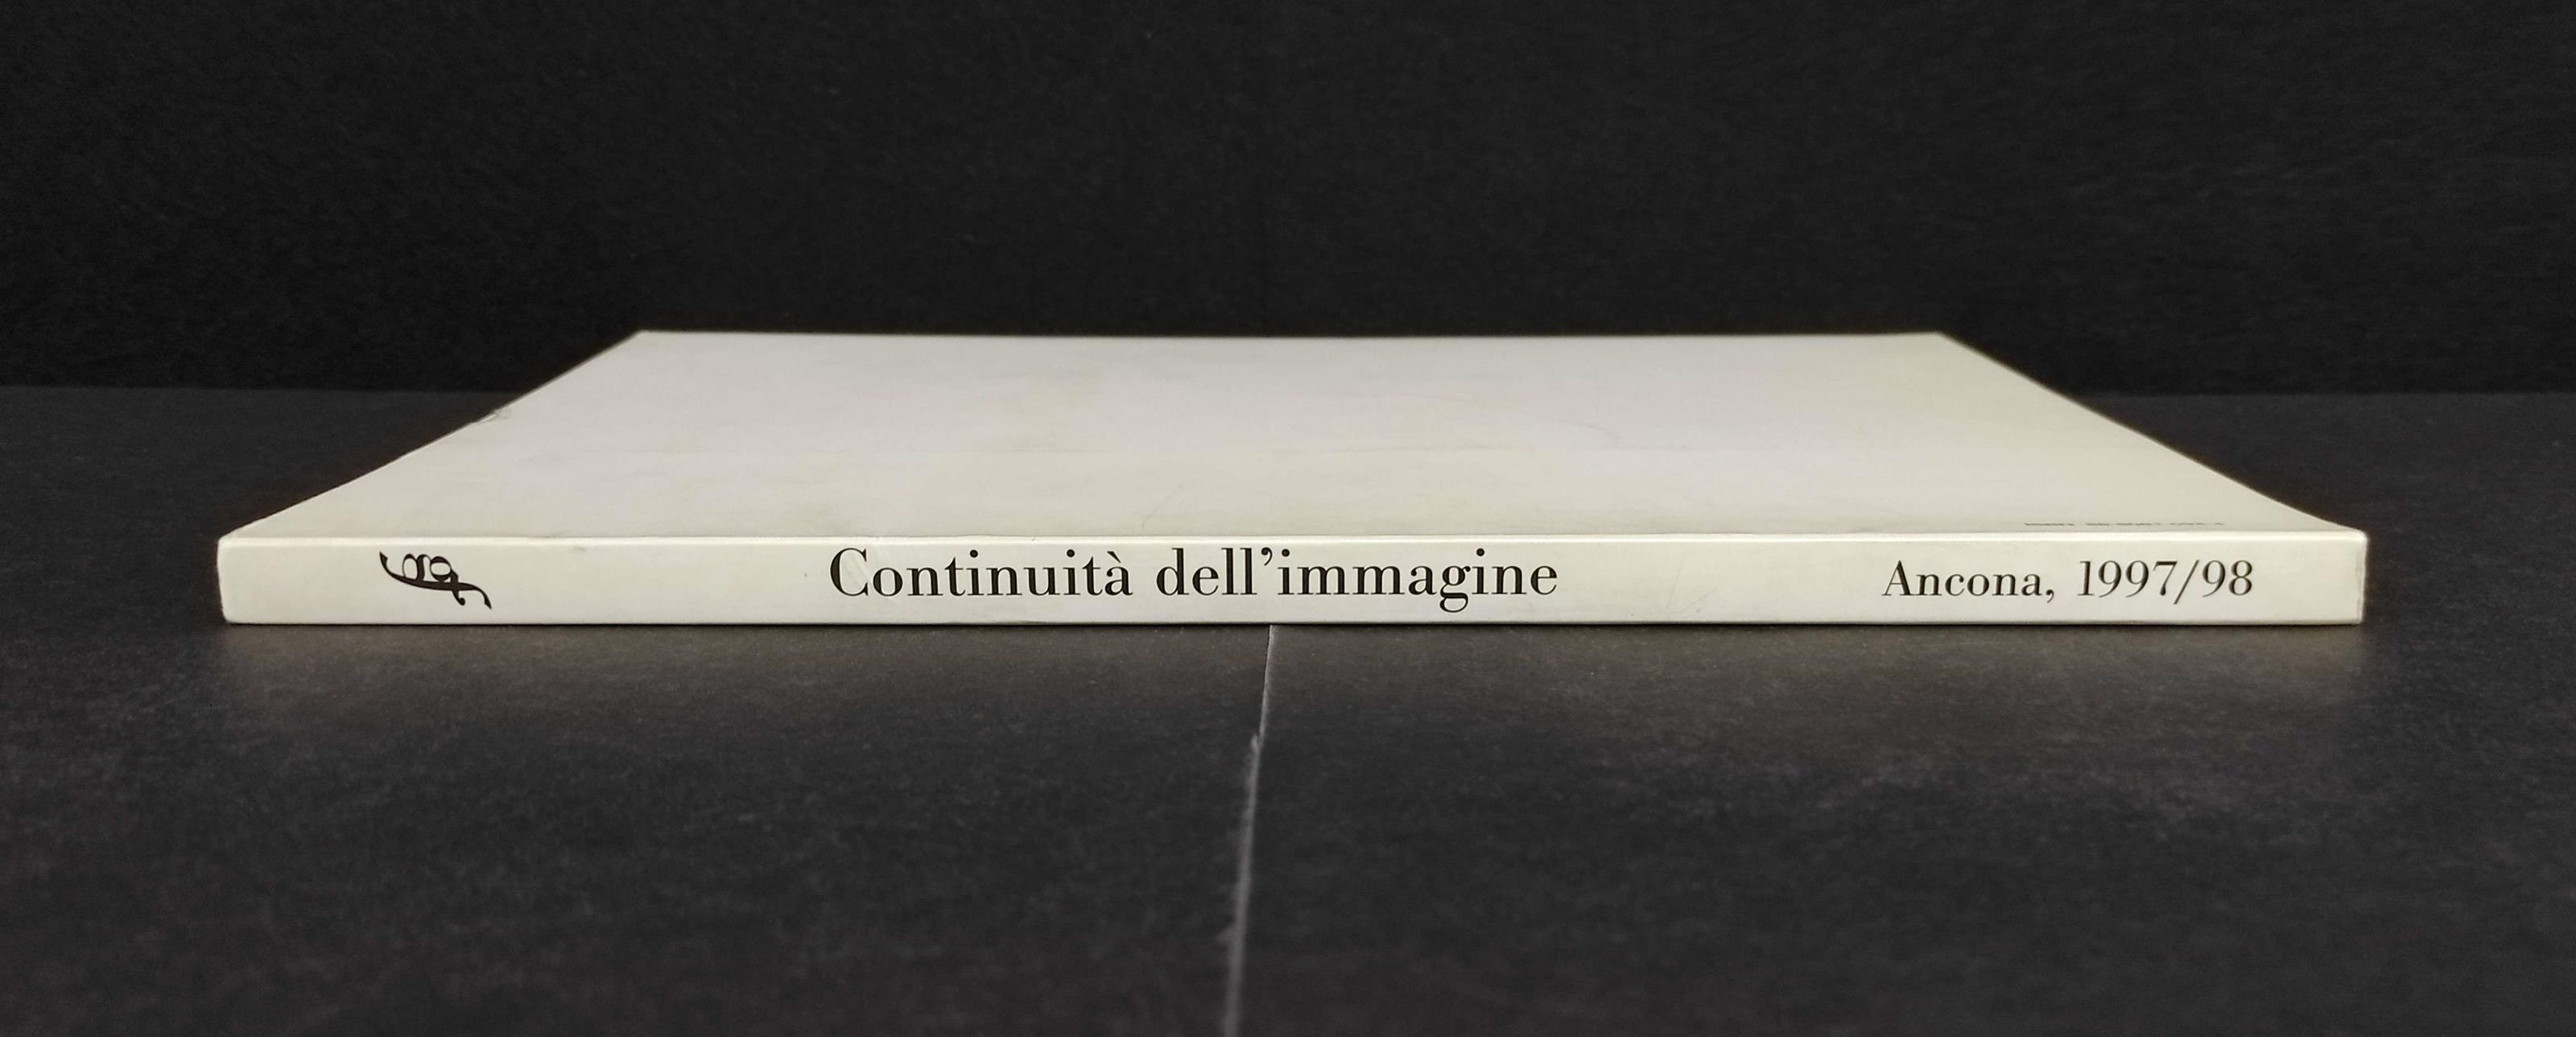 Continuità dell'immagine
Ancona, 1997/98